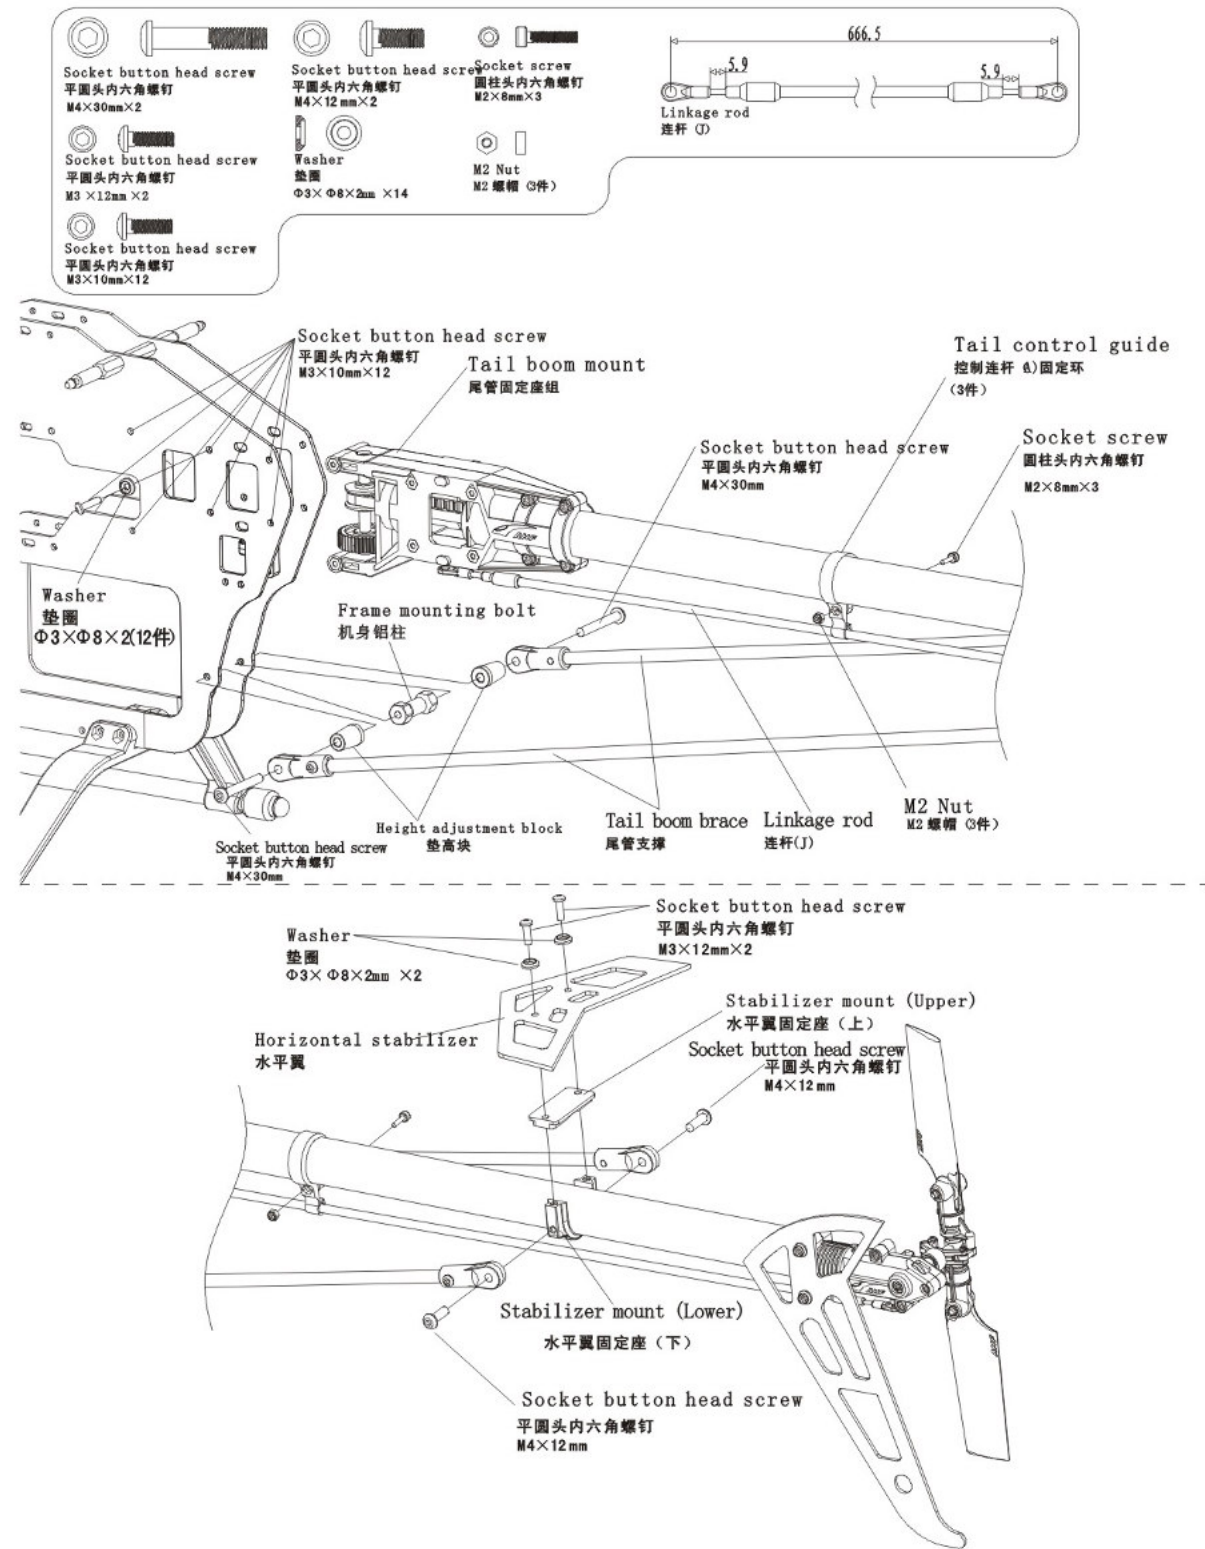 Socket button head screw
平圆头内六角螺钉
M4×30mm×2
Socket button head screw
平圆头内六角螺钉
M4×12mm×2
Socket screw
圆柱头内六角螺钉
M2×8mm×3
666.5
5.9
5.9
Linkage rod
连杆 (J)
Socket button head screw
平圆头内六角螺钉
M3 ×12mm ×2
Washer
垫圈
Φ3× Φ8×2mm ×14
M2 Nut
M2 螺帽 (3件)
Socket button head screw
平圆头内六角螺钉
M3×10mm×12
Socket button head screw
平圆头内六角螺钉
M3×10mm×12
Tail boom mount
尾管固定座组
Tail control guide
控制连杆 (J)固定环
(3件)
Socket button head screw
平圆头内六角螺钉
M4×30mm
Socket screw
圆柱头内六角螺钉
M2×8mm×3
Washer
垫圈
Φ3×Φ8×2(12件)
Frame mounting bolt
机身铝柱
Height adjustment block
垫高块
Socket button head screw
平圆头内六角螺钉
M4×30mm
Tail boom brace
尾管支撑
Linkage rod
连杆(J)
M2 Nut
M2 螺帽 (3件)
Washer
垫圈
Φ3× Φ8×2mm ×2
Socket button head screw
平圆头内六角螺钉
M3×12mm×2
Horizontal stabilizer
水平翼
Stabilizer mount (Upper)
水平翼固定座 (上)
Socket button head screw
平圆头内六角螺钉
M4×12mm
Stabilizer mount (Lower)
水平翼固定座 (下)
Socket button head screw
平圆头内六角螺钉
M4×12mm